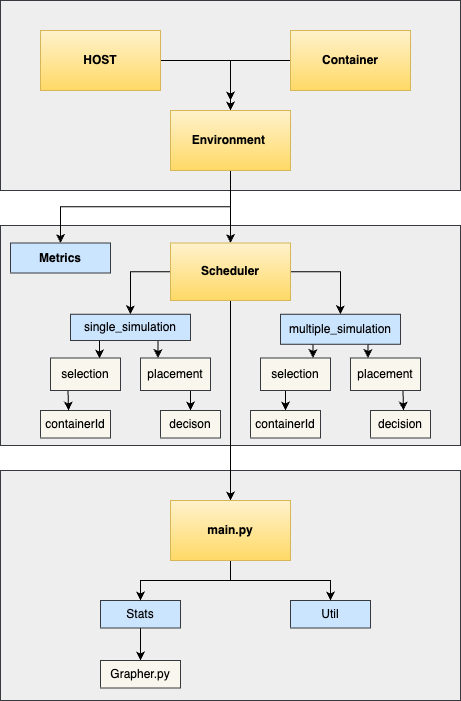 HOST
Container
Environment
Metrics
Scheduler
single_simulation
multiple_simulation
selection
placement
selection
placement
containerId
decison
containerId
decision
main.py
Stats
Util
Grapher.py